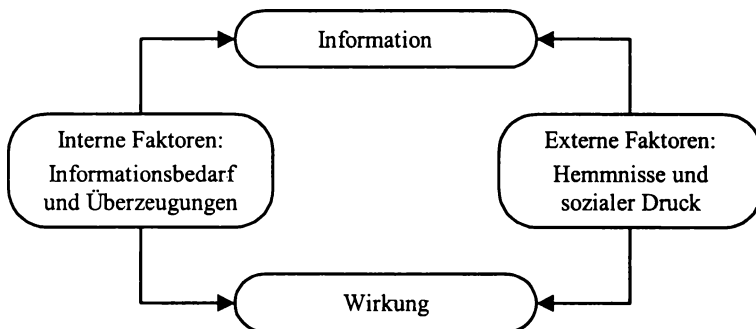 Information
Interne Faktoren:
Informationsbedarf
und Überzeugungen
Externe Faktoren:
Hemmnisse und
sozialer Druck
Wirkung